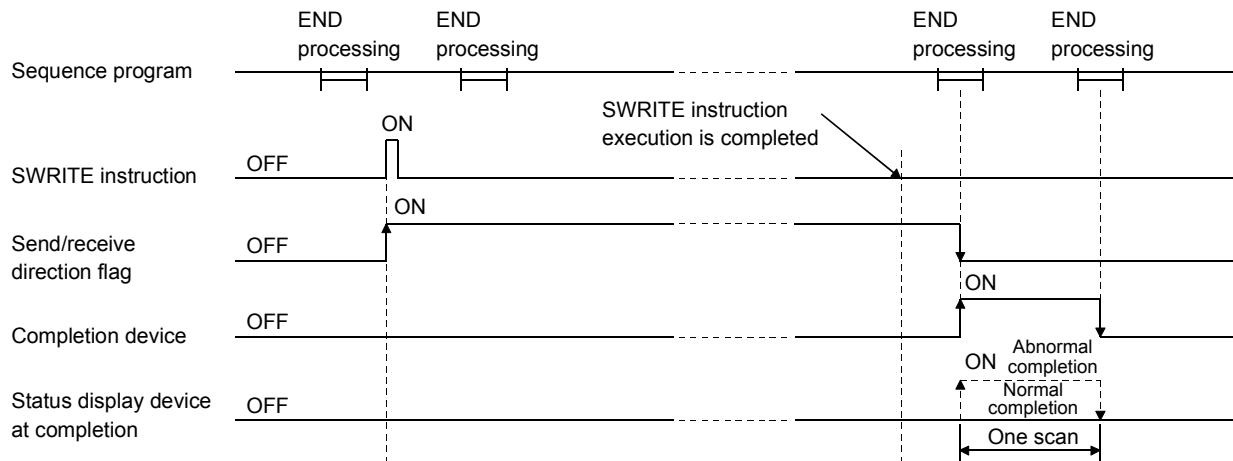 END
processing
END
processing
END
processing
END
processing
Sequence program
SWRITE instruction
execution is completed
ON
OFF
SWRITE instruction
ON
OFF
Send/receive
direction flag
ON
OFF
Completion device
ON
Abnormal
completion
OFF
Normal
completion
Status display device
at completion
One scan